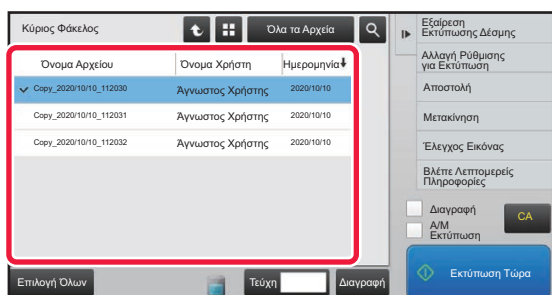 Κύριος Φάκελος
Όλα τα Αρχεία
Όνομα Αρχείου Όνομα Χρήστη Ημερομηνία
Copy_2020/10/10_112030 Άγνωστος Χρήστης 2020/10/10
Copy_2020/10/10_112031 Άγνωστος Χρήστης 2020/10/10
Copy_2020/10/10_112032 Άγνωστος Χρήστης 2020/10/10
Επιλογή Όλων
Τεύχη
Διαγραφή
Εξαίρεση
Εκτύπωσης Δέσμης
Αλλαγή Ρύθμισης
για Εκτύπωση
Αποστολή
Μετακίνηση
Έλεγχος Εικόνας
Βλέπε Λεπτομερείς
Πληροφορίες
Διαγραφή
Α/Μ
Εκτύπωση
CA
Εκτύπωση Τώρα